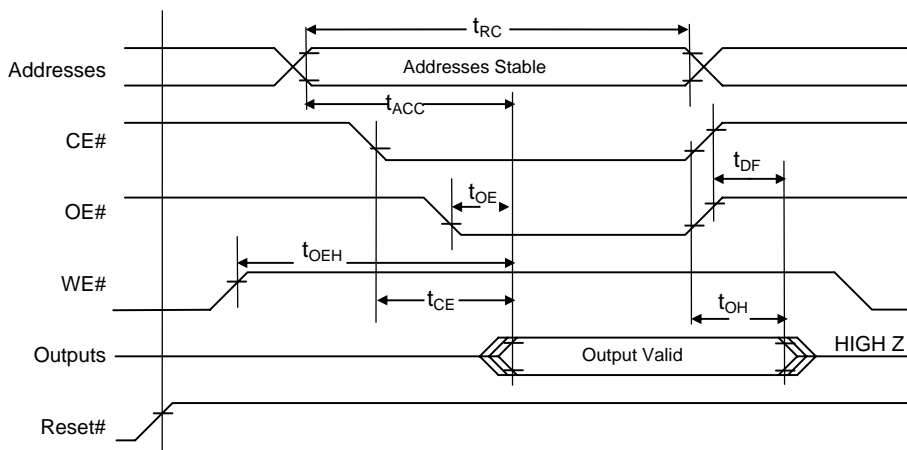 tRC
Addresses
Addresses Stable
tACC
CE#
tDF
tOE
OE#
tOEH
WE#
tCE
tOH
Outputs
Output Valid
HIGH Z
Reset#